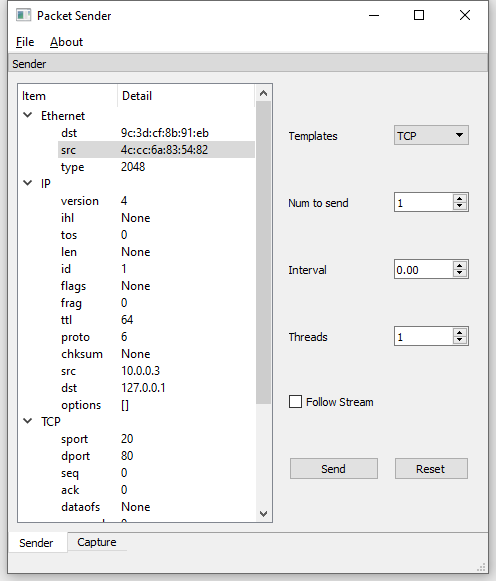 Packet Sender
File About
Sender
Item Detail
Ethernet
dst 9c:3d:cf:8b:91:eb
src 4c:cc:6a:83:54:82
type 2048
IP
version 4
ihl None
tos 0
len None
id 1
flags None
frag 0
ttl 64
proto 6
chksum None
src 10.0.0.3
dst 127.0.0.1
options []
TCP
sport 20
dport 80
seq 0
ack 0
dataofs None
Templates TCP
Num to send 1
Interval 0.00
Threads 1
Follow Stream
Send Reset
Sender Capture